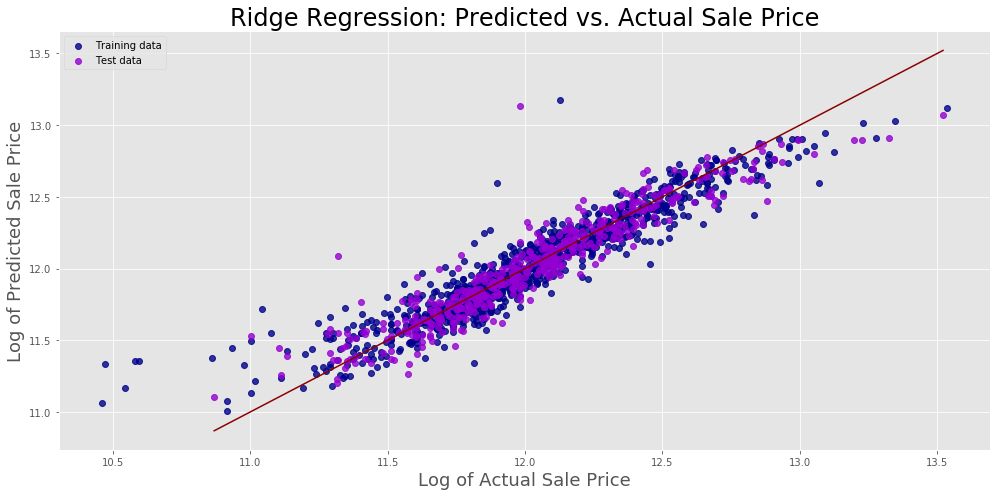 Ridge Regression: Predicted vs. Actual Sale Price
Training data
Test data
Log of Predicted Sale Price
13.5
13.0
12.5
12.0
11.5
11.0
10.5
11.0
11.5
12.0
12.5
13.0
13.5
Log of Actual Sale Price